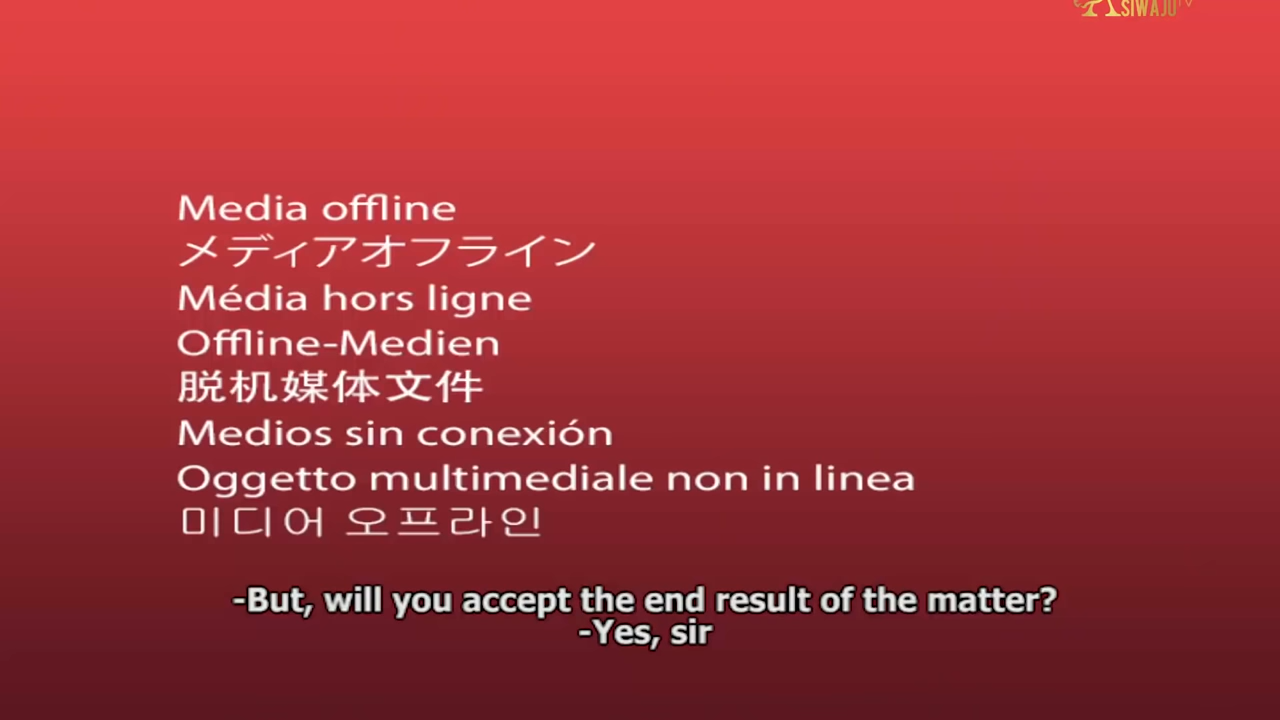 SIWAJU TV
Media offline
メディアオフライン
Média hors ligne
Offline-Medien
脱机媒体文件
Medios sin conexión
Oggetto multimediale non in linea
미디어 오프라인
-But, will you accept the end result of the matter?
-Yes, sir